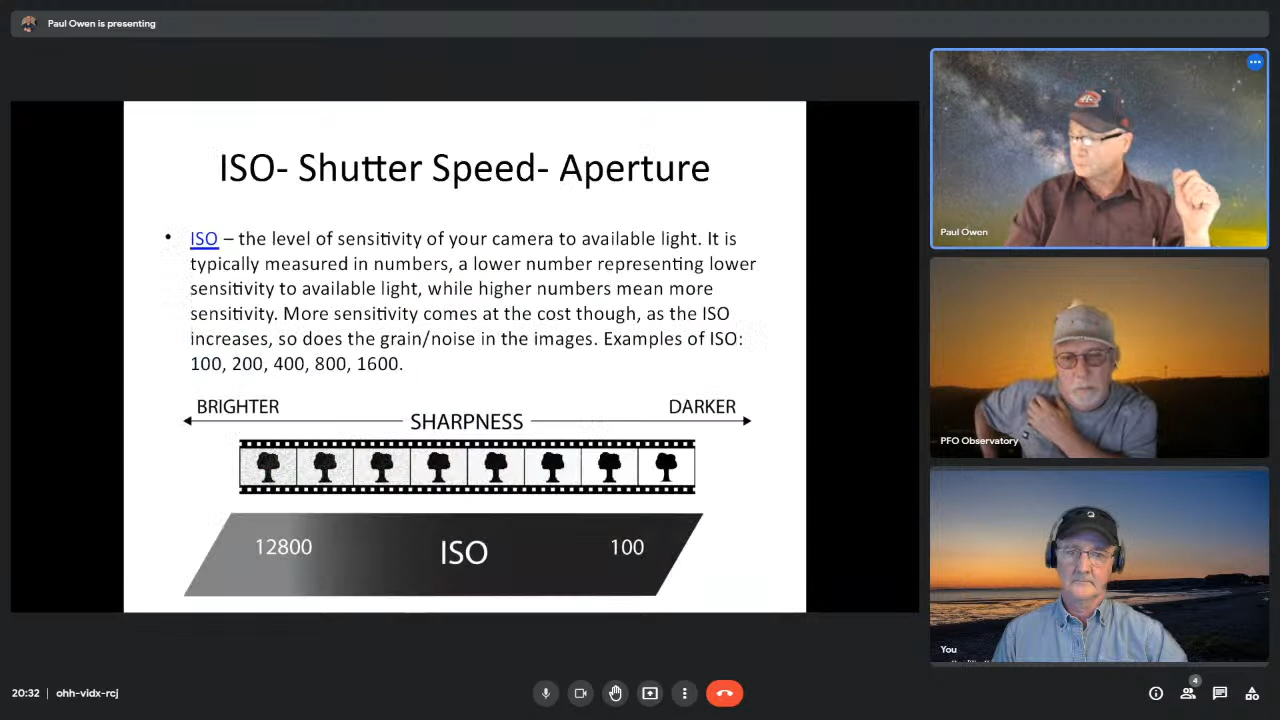 Paul Owen is presenting
ISO- Shutter Speed- Aperture
• ISO – the level of sensitivity of your camera to available light. It is
typically measured in numbers, a lower number representing lower
sensitivity to available light, while higher numbers mean more
sensitivity. More sensitivity comes at the cost though, as the ISO
increases, so does the grain/noise in the images. Examples of ISO:
100, 200, 400, 800, 1600.
BRIGHTER
SHARPNESS
DARKER
12800
ISO
100
Paul Owen
PFO Observatory
You
20:32 | ohh-vidx-rcj
4